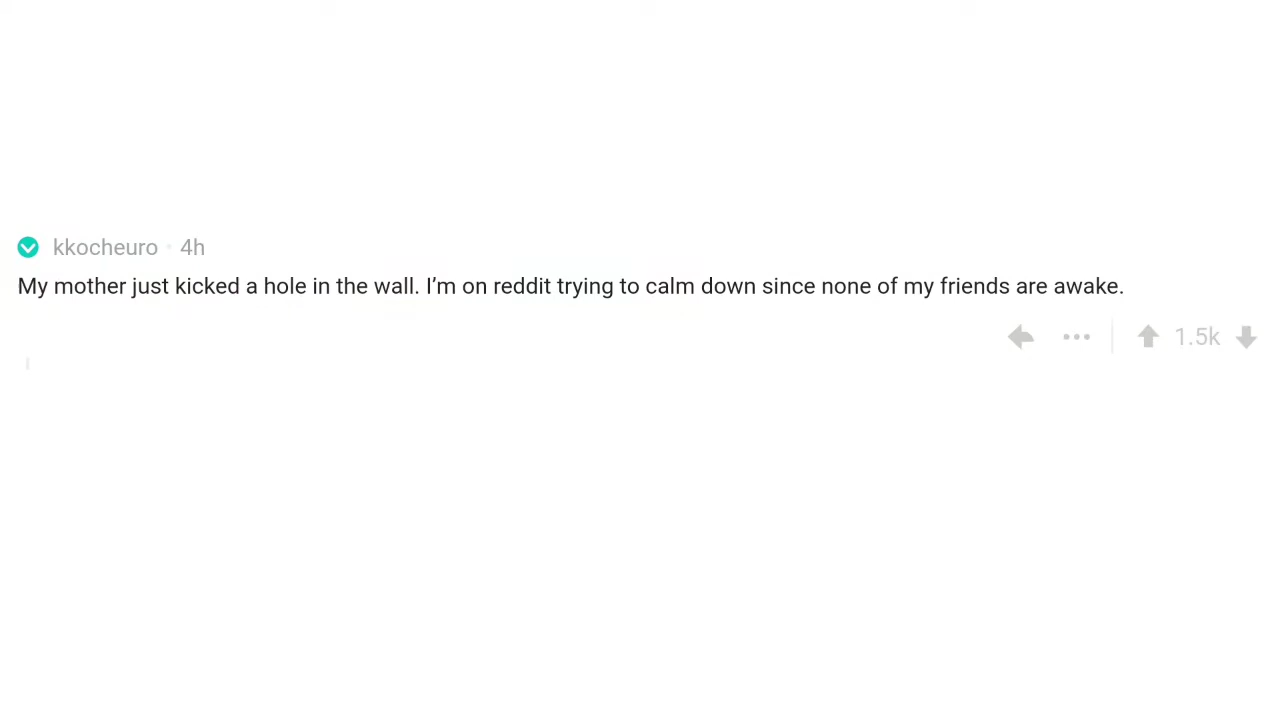 kkocheuro • 4h
My mother just kicked a hole in the wall. I’m on reddit trying to calm down since none of my friends are awake.
1.5k